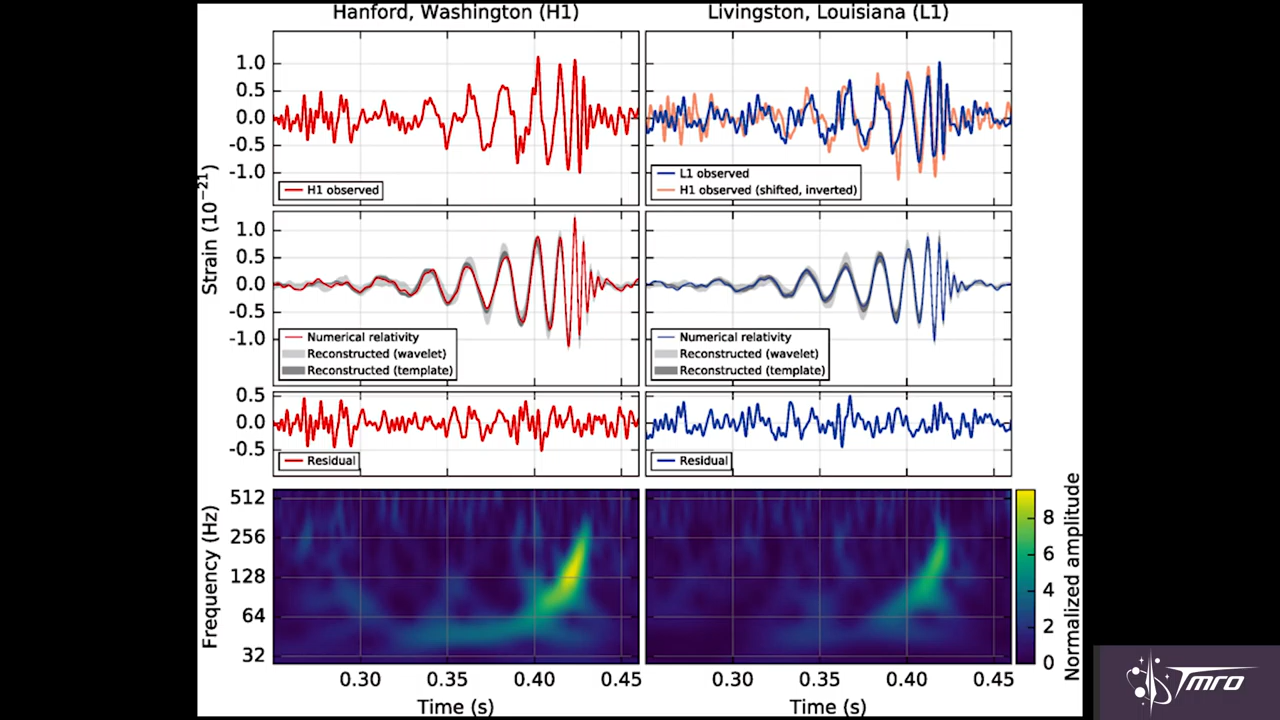 Hanford, Washington (H1)
Livingston, Louisiana (L1)
1.0
0.5
0.0
-0.5
-1.0
H1 observed
L1 observed
H1 observed (shifted, inverted)
Strain (10⁻²¹)
1.0
0.5
0.0
-0.5
-1.0
Numerical relativity
Reconstructed (wavelet)
Reconstructed (template)
Numerical relativity
Reconstructed (wavelet)
Reconstructed (template)
0.5
0.0
-0.5
Residual
Residual
Frequency (Hz)
512
256
128
64
32
8
6
4
2
0
Normalized amplitude
0.30 0.35 0.40 0.45
0.30 0.35 0.40 0.45
Time (s)
Time (s)
TMRO